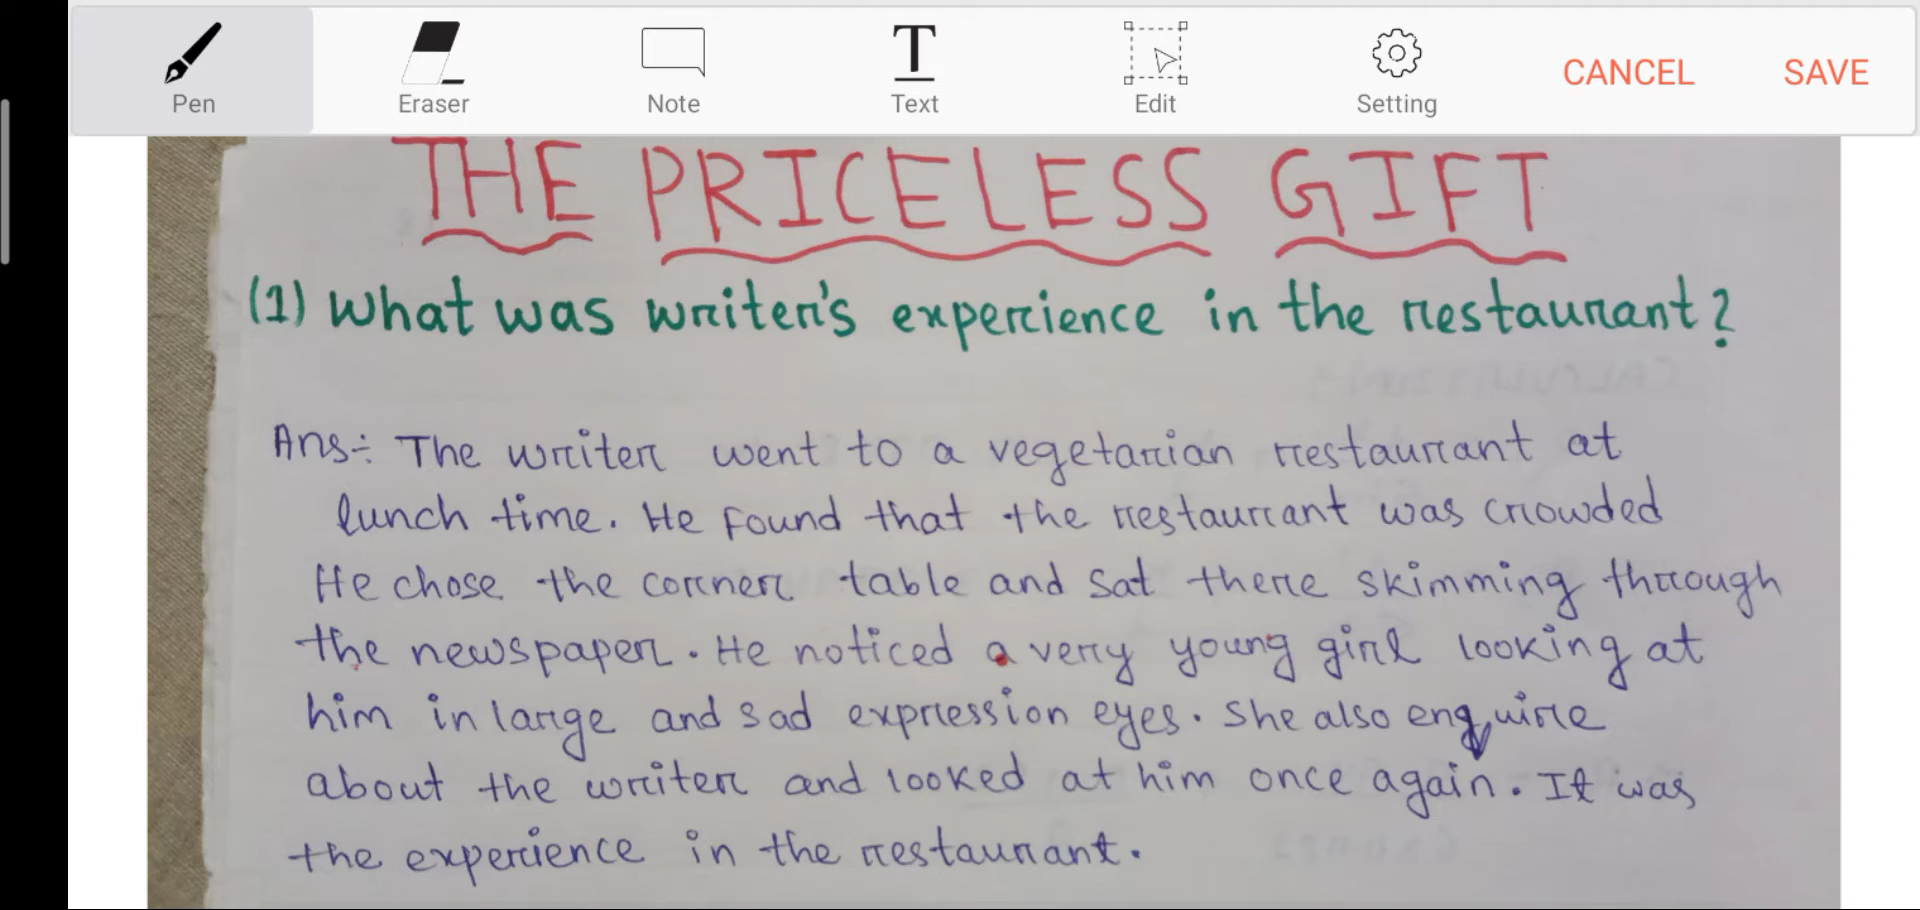 Pen
Eraser
Note
Text
Edit
Setting
CANCEL
SAVE
THE PRICELESS GIFT
(1) What was writer's experience in the restaurant?
Ans÷ The writer went to a vegetarian restaurant at
lunch time. He found that the restaurant was crowded
He chose the corner table and sat there skimming through
the newspaper. He noticed a very young girl looking at
him in large and sad expression eyes. She also enquire
about the writer and looked at him once again. It was
the experience in the restaurant.